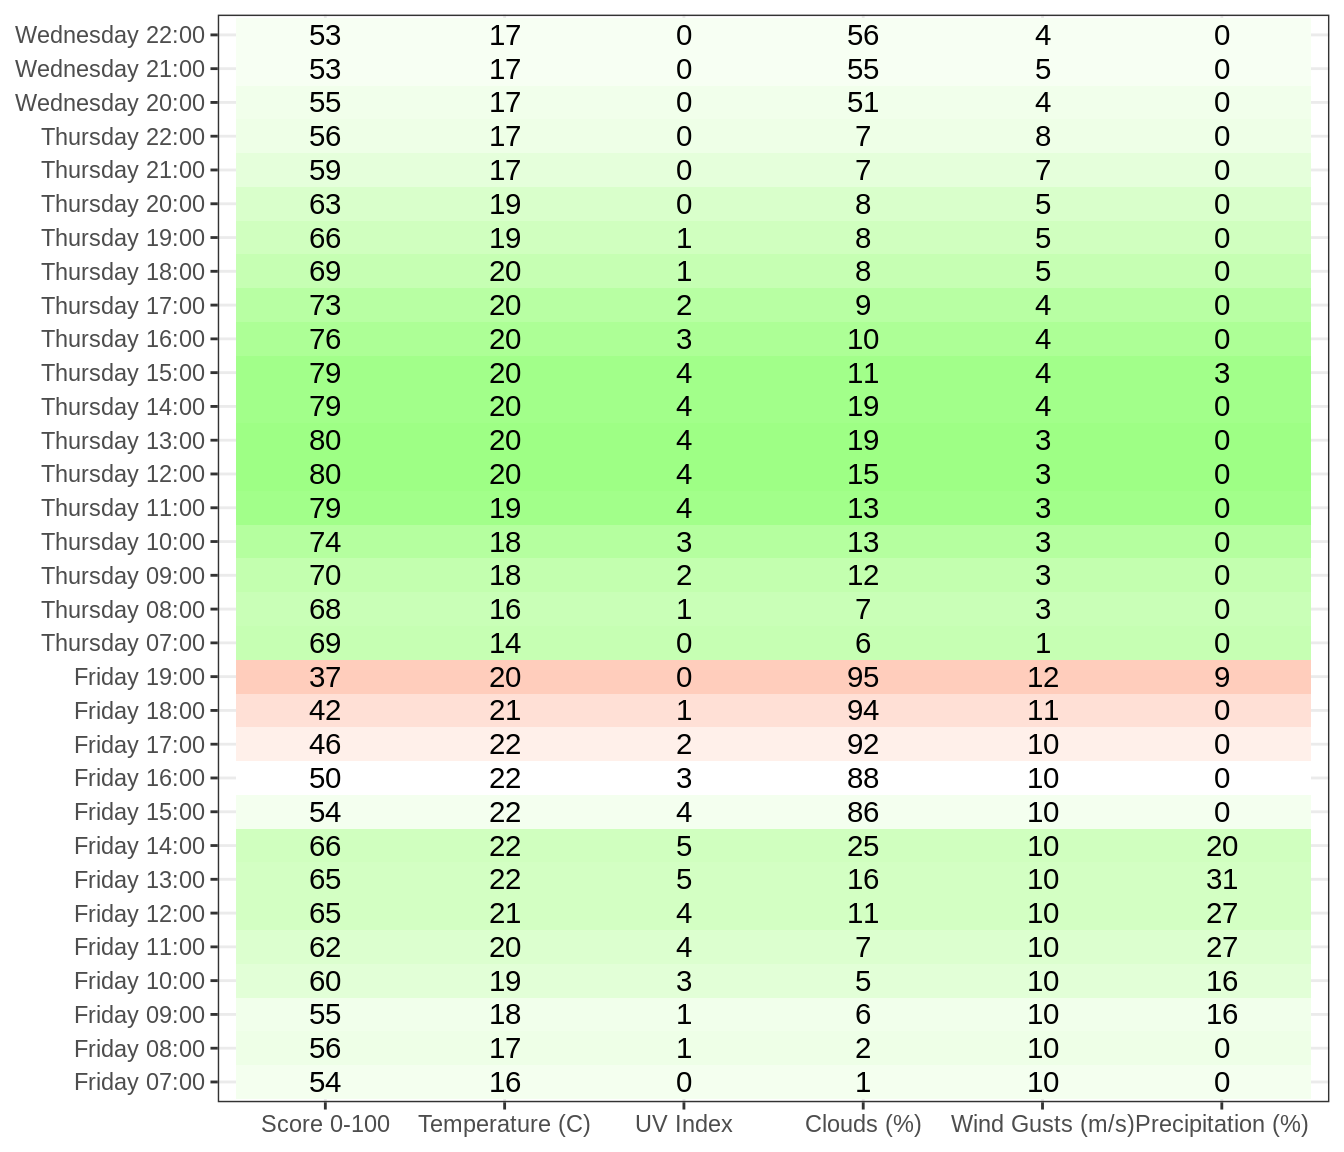 Wednesday 22:00 53 17 0 56 4 0
Wednesday 21:00 53 17 0 55 5 0
Wednesday 20:00 55 17 0 51 4 0
Thursday 22:00 56 17 0 7 8 0
Thursday 21:00 59 17 0 7 7 0
Thursday 20:00 63 19 0 8 5 0
Thursday 19:00 66 19 1 8 5 0
Thursday 18:00 69 20 1 8 5 0
Thursday 17:00 73 20 2 9 4 0
Thursday 16:00 76 20 3 10 4 0
Thursday 15:00 79 20 4 11 4 3
Thursday 14:00 79 20 4 19 4 0
Thursday 13:00 80 20 4 19 3 0
Thursday 12:00 80 20 4 15 3 0
Thursday 11:00 79 19 4 13 3 0
Thursday 10:00 74 18 3 13 3 0
Thursday 09:00 70 18 2 12 3 0
Thursday 08:00 68 16 1 7 3 0
Thursday 07:00 69 14 0 6 1 0
Friday 19:00 37 20 0 95 12 9
Friday 18:00 42 21 1 94 11 0
Friday 17:00 46 22 2 92 10 0
Friday 16:00 50 22 3 88 10 0
Friday 15:00 54 22 4 86 10 0
Friday 14:00 66 22 5 25 10 20
Friday 13:00 65 22 5 16 10 31
Friday 12:00 65 21 4 11 10 27
Friday 11:00 62 20 4 7 10 27
Friday 10:00 60 19 3 5 10 16
Friday 09:00 55 18 1 6 10 16
Friday 08:00 56 17 1 2 10 0
Friday 07:00 54 16 0 1 10 0
Score 0-100 Temperature (C) UV Index Clouds (%) Wind Gusts (m/s) Precipitation (%)